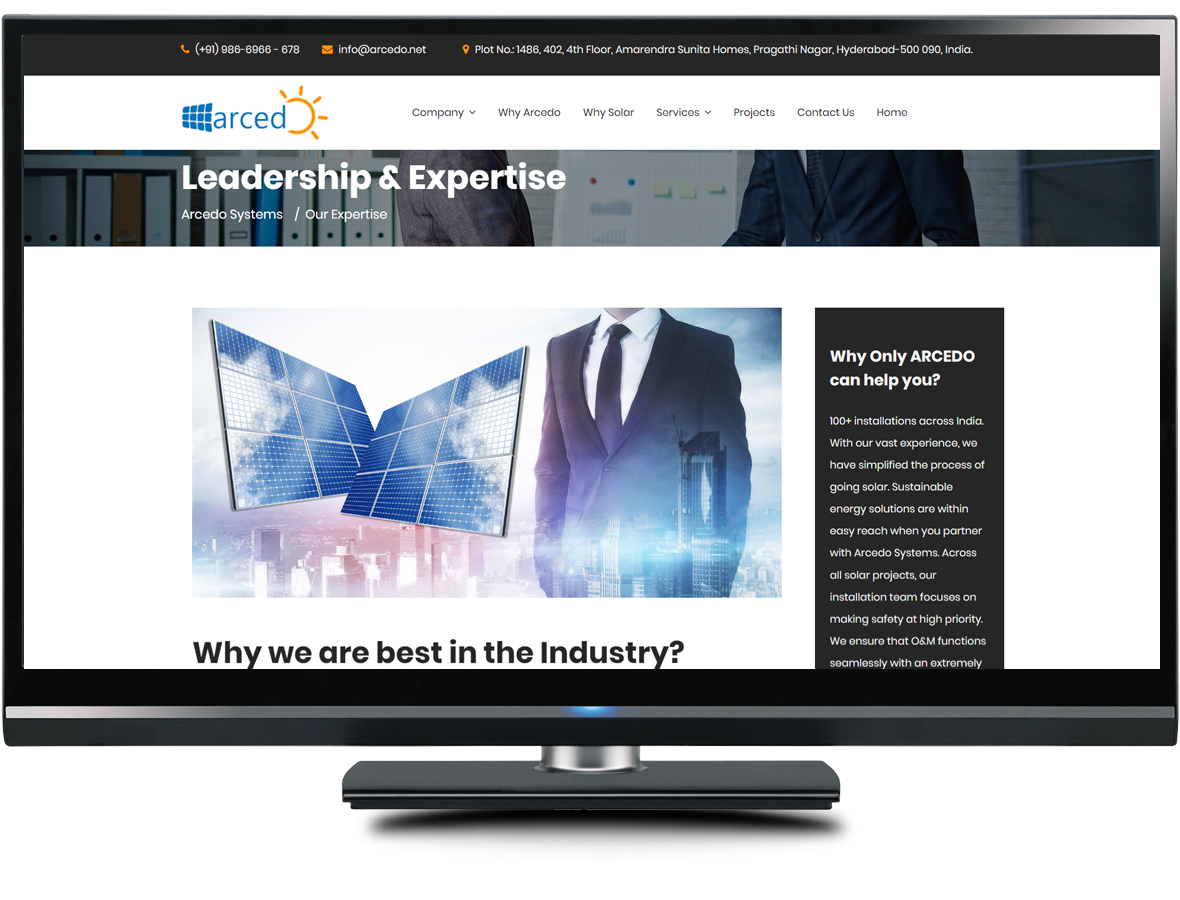 (+91) 986-6966 - 678 info@arcedo.net Plot No.: 1486, 402, 4th Floor, Amarendra Sunita Homes, Pragathi Nagar, Hyderabad-500 090, India.
arced
Company Why Arcedo Why Solar Services Projects Contact Us Home
Leadership & Expertise
Arcedo Systems / Our Expertise
Why Only ARCEDO
can help you?
100+ installations across India.
With our vast experience, we
have simplified the process of
going solar. Sustainable
energy solutions are within
easy reach when you partner
with Arcedo Systems. Across
all solar projects, our
installation team focuses on
making safety at high priority.
We ensure that O&M functions
seamlessly with an extremely
Why we are best in the Industry?